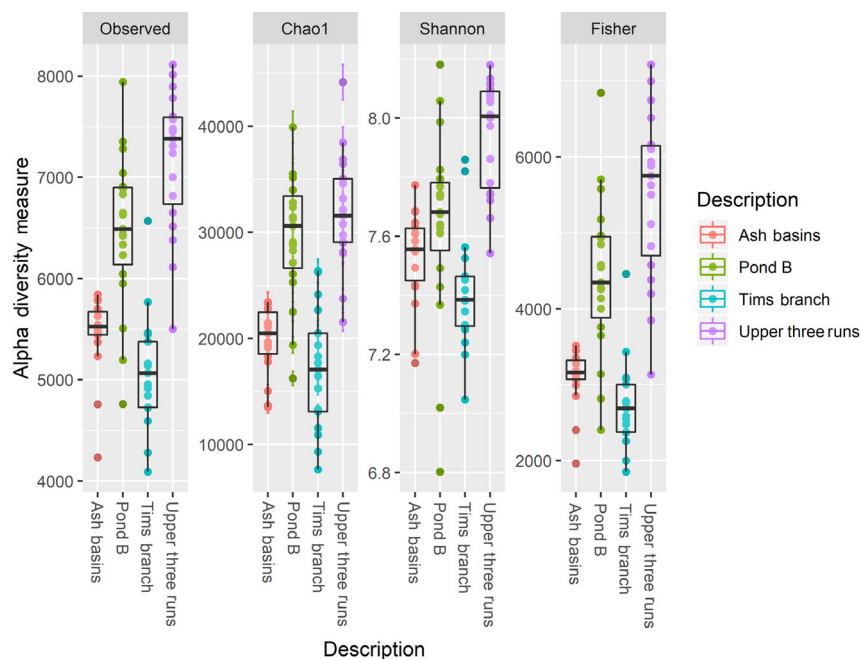 Observed
Chao1
Shannon
Fisher
Alpha diversity measure
8000
7000
6000
5000
4000
40000
30000
20000
10000
8.0
7.6
7.2
6.8
6000
4000
2000
Ash basins
Pond B
Tims branch
Upper three runs
Ash basins
Pond B
Tims branch
Upper three runs
Ash basins
Pond B
Tims branch
Upper three runs
Ash basins
Pond B
Tims branch
Upper three runs
Description
Description
Ash basins
Pond B
Tims branch
Upper three runs